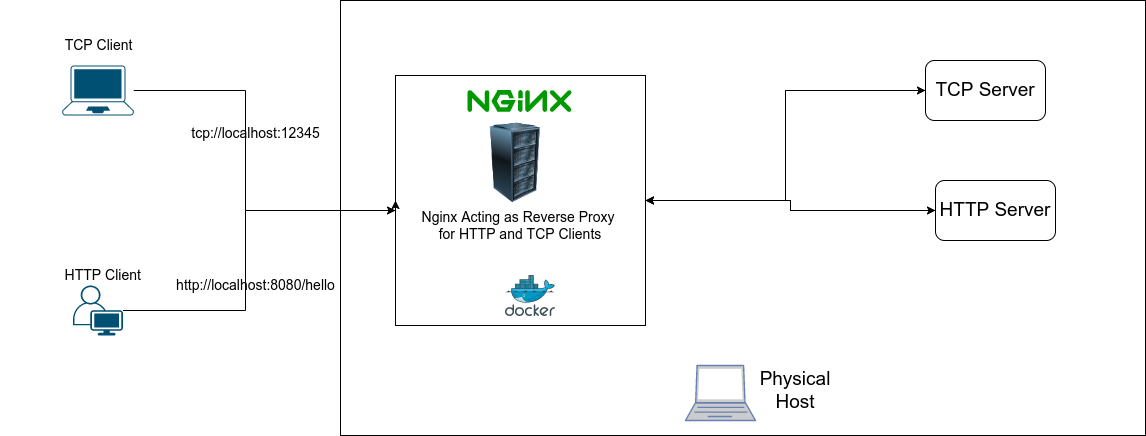 TCP Client
tcp://localhost:12345
HTTP Client
http://localhost:8080/hello
NGiNX
Nginx Acting as Reverse Proxy
for HTTP and TCP Clients
docker
TCP Server
HTTP Server
Physical
Host